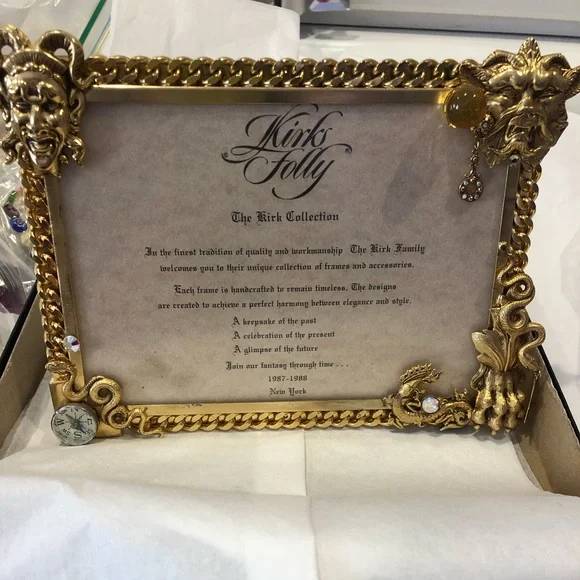 Kirks
Folly
The Kirk Collection
In the finest tradition of quality and workmanship The Kirk Family
welcomes you to their unique collection of frames and accessories.
Each frame is handcrafted to remain timeless. The designs
are created to achieve a perfect harmony between elegance and style.
A keepsake of the past
A celebration of the present
A glimpse of the future
Join our fantasy through time . . .
1987-1988
New York